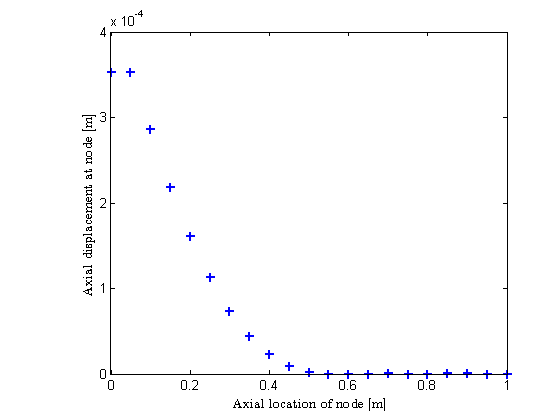 x 10^-4
4
3
2
1
0
0 0.2 0.4 0.6 0.8 1
Axial displacement at node [m]
Axial location of node [m]